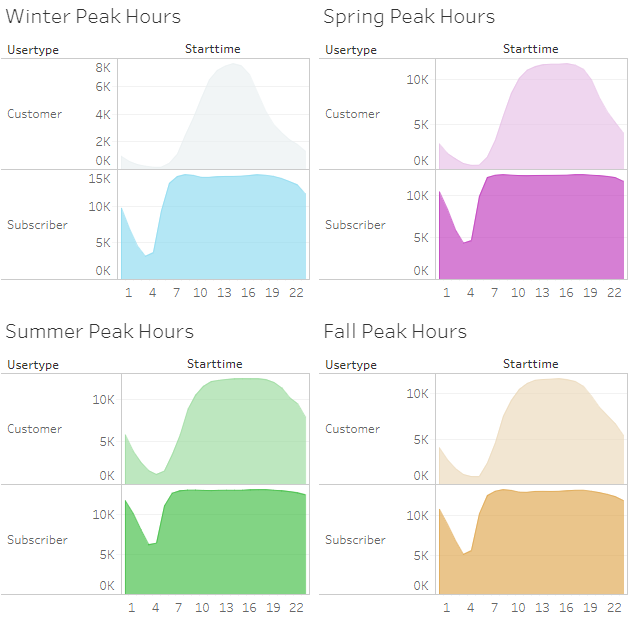 Winter Peak Hours
Usertype Starttime
Customer
8K
6K
4K
2K
0K
Subscriber
15K
10K
5K
0K
1 4 7 10 13 16 19 22
Spring Peak Hours
Usertype Starttime
Customer
10K
5K
0K
Subscriber
10K
5K
0K
1 4 7 10 13 16 19 22
Summer Peak Hours
Usertype Starttime
Customer
10K
5K
0K
Subscriber
10K
5K
0K
1 4 7 10 13 16 19 22
Fall Peak Hours
Usertype Starttime
Customer
10K
5K
0K
Subscriber
10K
5K
0K
1 4 7 10 13 16 19 22